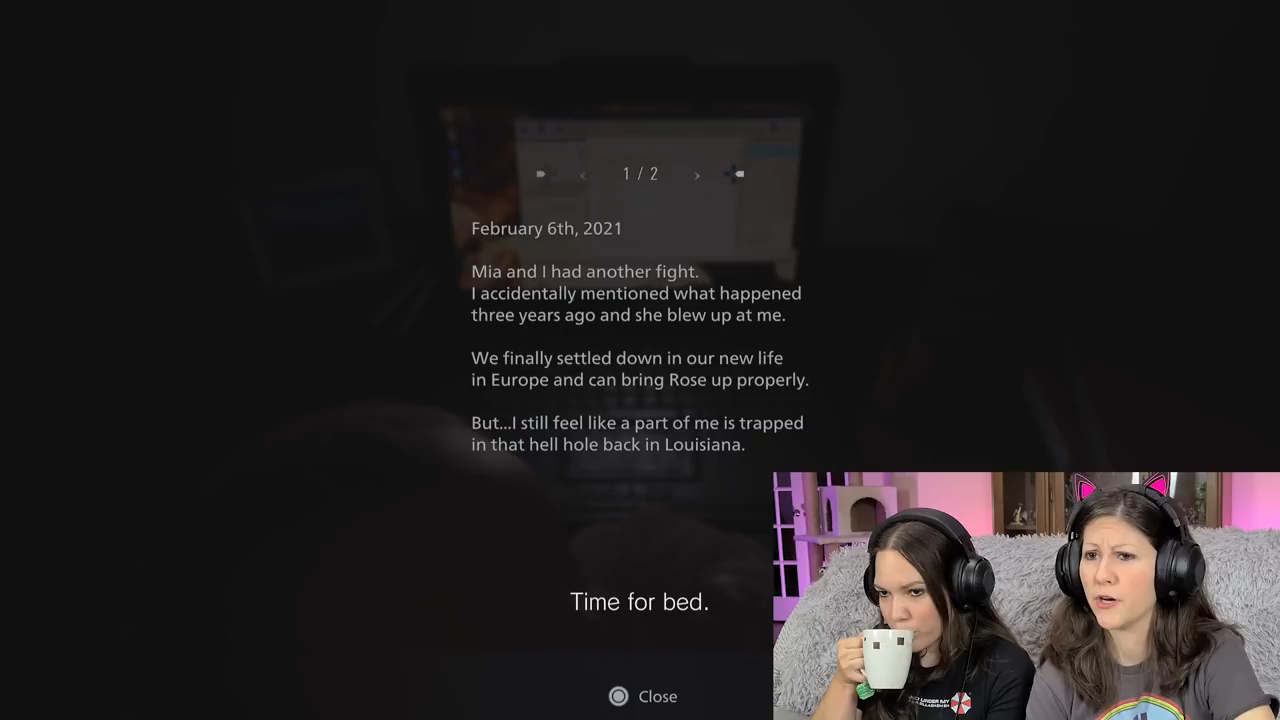 1 / 2
February 6th, 2021
Mia and I had another fight.
I accidentally mentioned what happened
three years ago and she blew up at me.
We finally settled down in our new life
in Europe and can bring Rose up properly.
But...I still feel like a part of me is trapped
in that hell hole back in Louisiana.
Time for bed.
Close